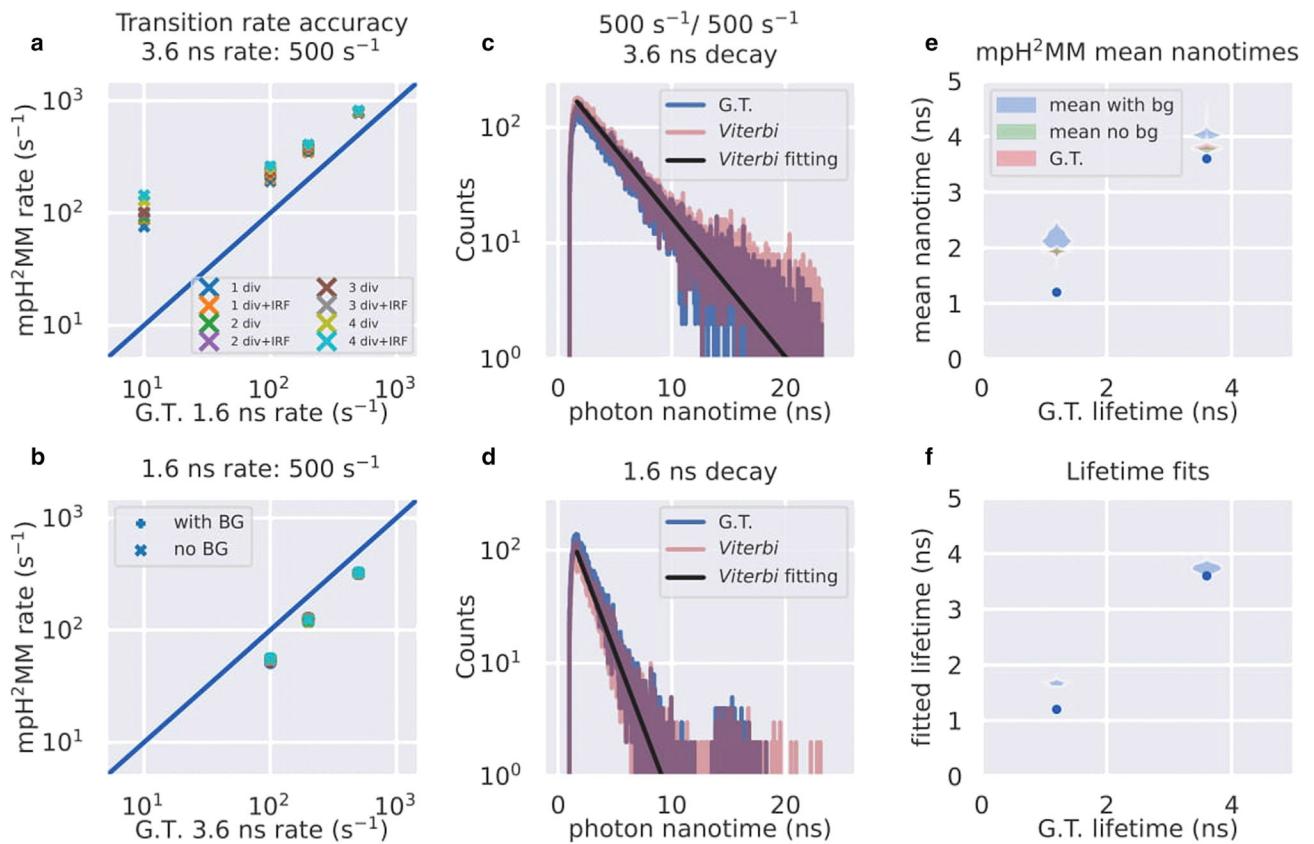 a
Transition rate accuracy
3.6 ns rate: 500 s⁻¹
mpH²MM rate (s⁻¹)
10³
10²
10¹
1 div
1 div+IRF
2 div
2 div+IRF
3 div
3 div+IRF
4 div
4 div+IRF
10¹ 10² 10³
G.T. 1.6 ns rate (s⁻¹)
b
1.6 ns rate: 500 s⁻¹
mpH²MM rate (s⁻¹)
10³
10²
10¹
with BG
no BG
10¹ 10² 10³
G.T. 3.6 ns rate (s⁻¹)
c
500 s⁻¹/ 500 s⁻¹
3.6 ns decay
Counts
10²
10¹
10⁰
G.T.
Viterbi
Viterbi fitting
0 10 20
photon nanotime (ns)
d
1.6 ns decay
Counts
10²
10¹
10⁰
G.T.
Viterbi
Viterbi fitting
0 10 20
photon nanotime (ns)
e
mpH²MM mean nanotimes
mean nanotime (ns)
5
4
3
2
1
0
mean with bg
mean no bg
G.T.
0 2 4
G.T. lifetime (ns)
f
Lifetime fits
fitted lifetime (ns)
5
4
3
2
1
0
0 2 4
G.T. lifetime (ns)